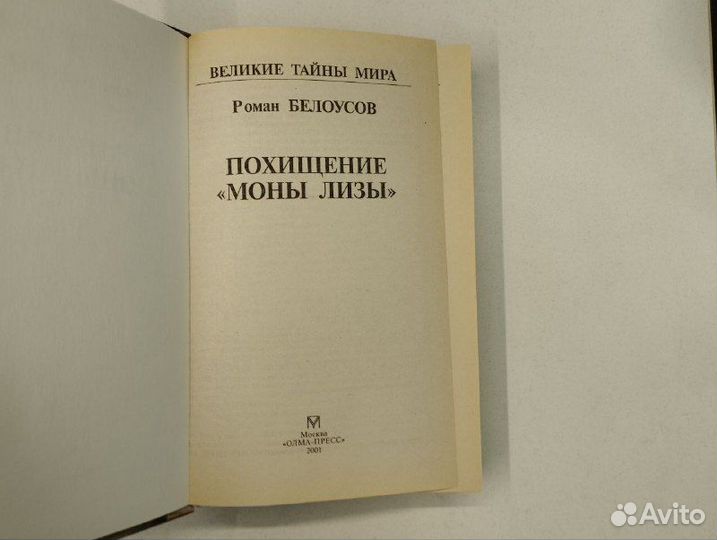 ВЕЛИКИЕ ТАЙНЫ МИРА
Роман БЕЛОУСОВ
ПОХИЩЕНИЕ
«МОНЫ ЛИЗЫ»
Москва
«ОЛМА-ПРЕСС»
2001
Avito